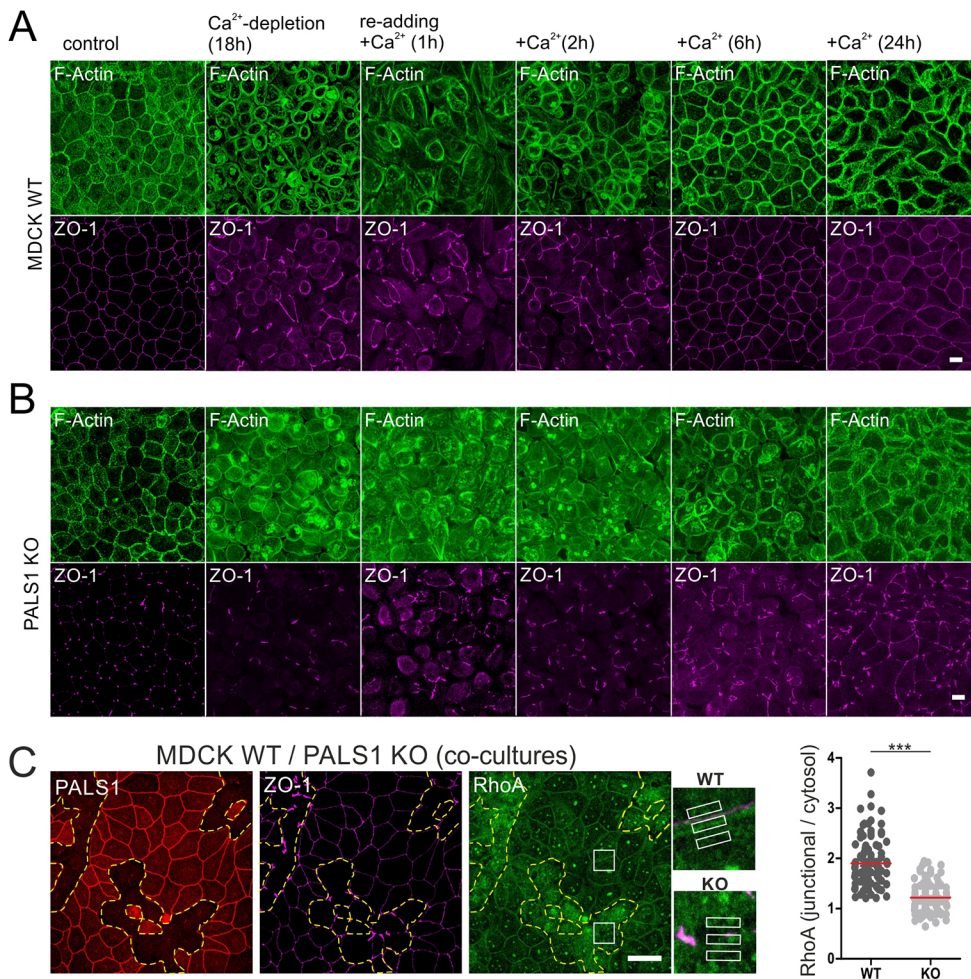 A
control
Ca²⁺-depletion
(18h)
re-adding
+Ca²⁺ (1h)
+Ca²⁺(2h)
+Ca²⁺ (6h)
+Ca²⁺ (24h)
MDCK WT
F-Actin
F-Actin
F-Actin
F-Actin
F-Actin
F-Actin
ZO-1
ZO-1
ZO-1
ZO-1
ZO-1
ZO-1
B
PALS1 KO
F-Actin
F-Actin
F-Actin
F-Actin
F-Actin
F-Actin
ZO-1
ZO-1
ZO-1
ZO-1
ZO-1
ZO-1
C
MDCK WT / PALS1 KO (co-cultures)
PALS1
ZO-1
RhoA
WT
KO
RhoA (junctional / cytosol)
***
4
3
2
1
0
WT
KO